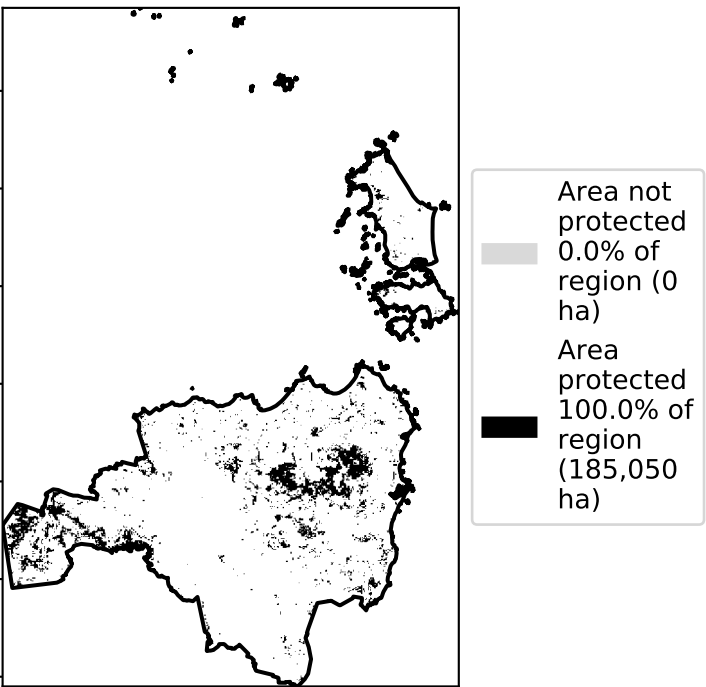 Area not
protected
0.0% of
region (0
ha)
Area
protected
100.0% of
region
(185,050
ha)